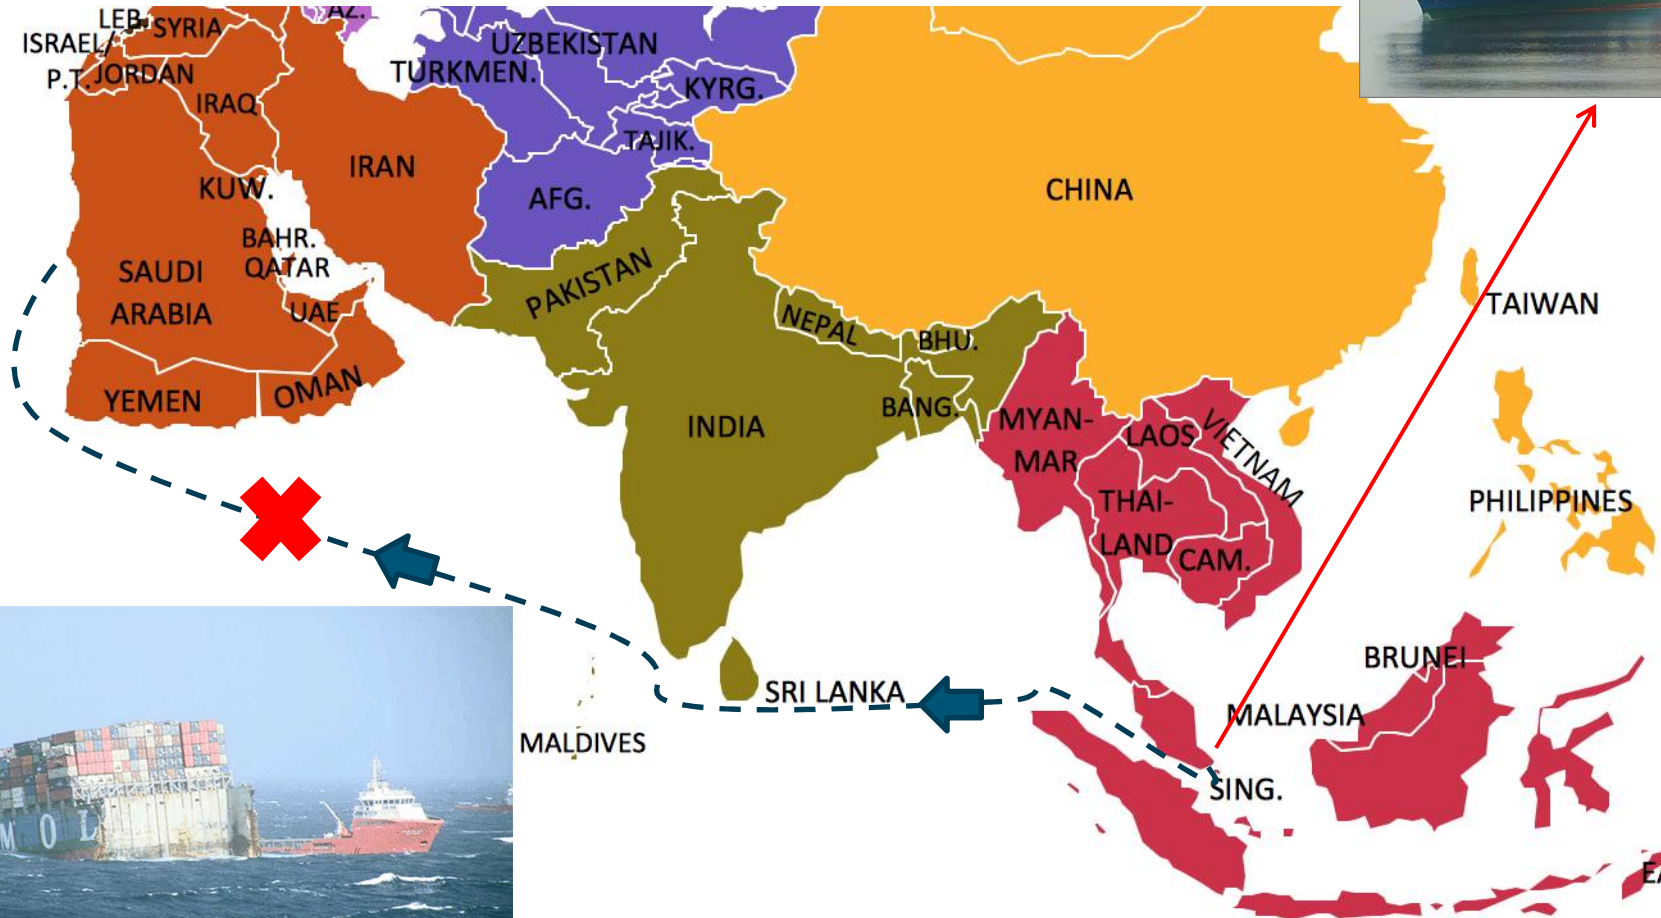 LEB.
SYRIA
AZ.
ISRAEL/
P.T.
JORDAN
IRAQ
UZBEKISTAN
TURKMEN.
KYRG.
TAJIK.
IRAN
AFG.
KUW.
CHINA
BAHR.
QATAR
SAUDI
ARABIA
UAE
PAKISTAN
NEPAL
BHU.
TAIWAN
YEMEN
OMAN
INDIA
BANG.
MYAN-
MAR
LAOS
VIETNAM
THAI-
LAND
CAM.
PHILIPPINES
SRI LANKA
MALDIVES
BRUNEI
MALAYSIA
SING.
MOL
EA